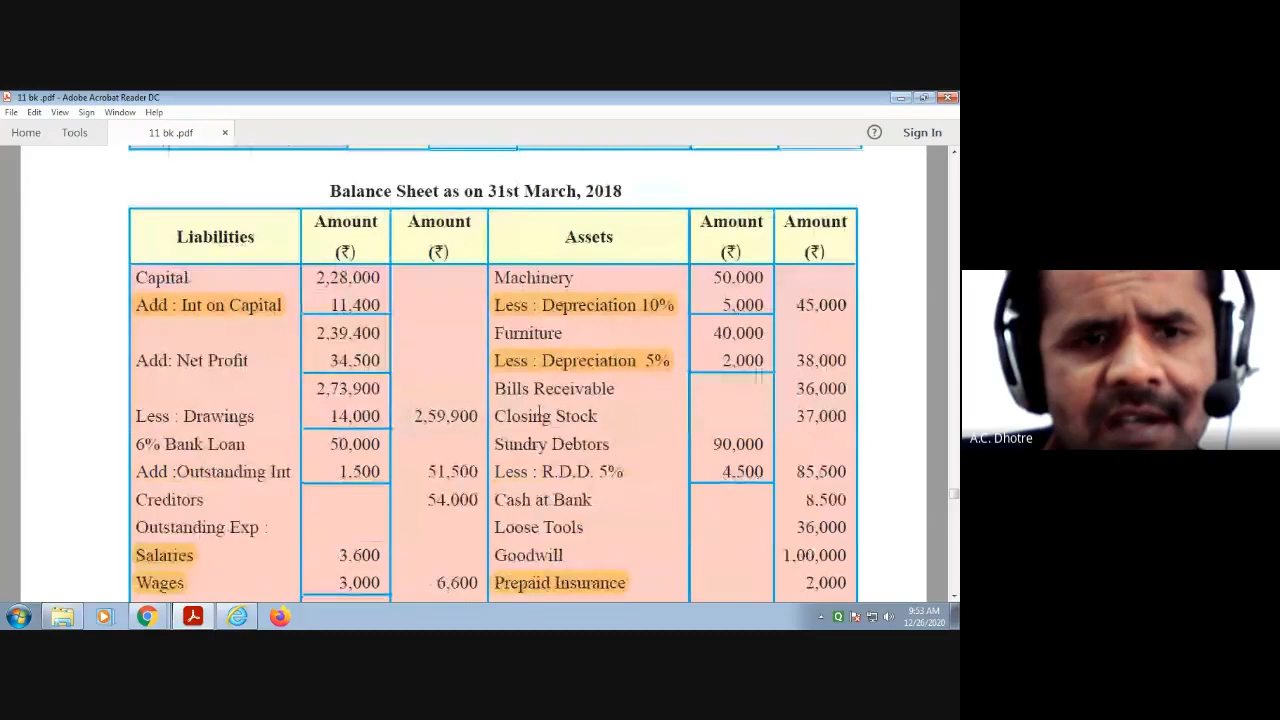 11 bk .pdf - Adobe Acrobat Reader DC
File Edit View Sign Window Help
Home Tools 11 bk .pdf × ? Sign In
Balance Sheet as on 31st March, 2018
Liabilities Amount (₹) Amount (₹) Assets Amount (₹) Amount (₹)
Capital 2,28,000 Machinery 50.000
Add : Int on Capital 11,400 Less : Depreciation 10% 5,000 45,000
2,39,400 Furniture 40,000
Add: Net Profit 34,500 Less : Depreciation 5% 2,000 38,000
2,73,900 Bills Receivable 36,000
Less : Drawings 14,000 2,59,900 Closing Stock 37,000
6% Bank Loan 50,000 Sundry Debtors 90,000
Add :Outstanding Int 1.500 51,500 Less : R.D.D. 5% 4.500 85,500
Creditors 54.000 Cash at Bank 8.500
Outstanding Exp : Loose Tools 36,000
Salaries 3.600 Goodwill 1.00,000
Wages 3,000 6,600 Prepaid Insurance 2,000
9:53 AM
12/26/2020
A.C. Dhotre